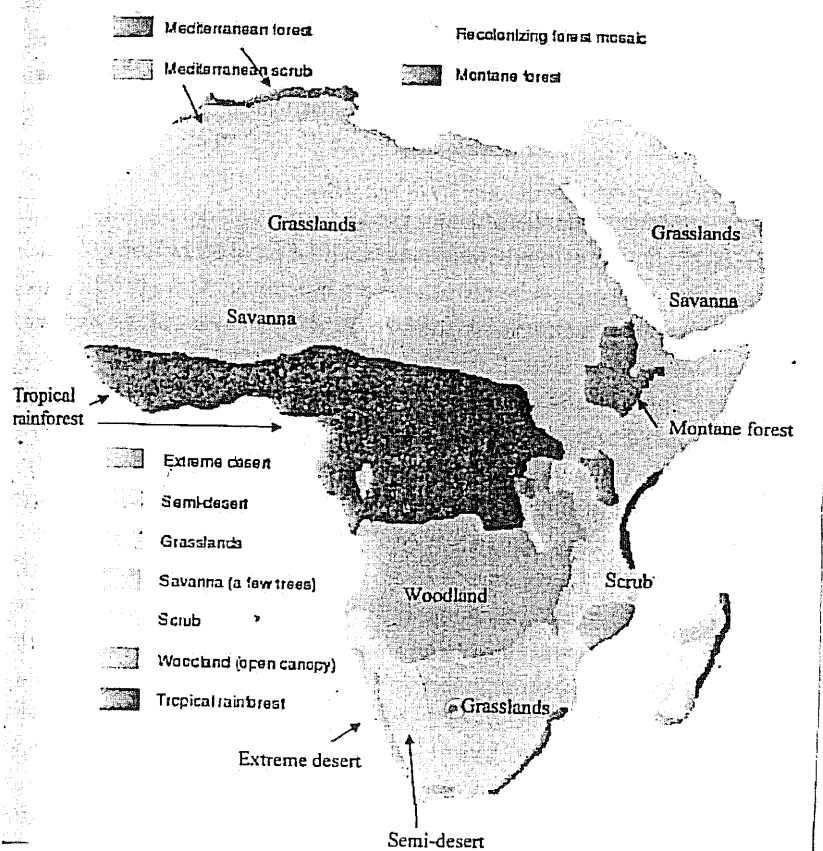 Mediterranean forest
Recolonizing forest mosaic
Mediterranean scrub
Montane forest
Grasslands
Grasslands
Savanna
Savanna
Tropical
rainforest
Montane forest
Extreme desert
Semi-desert
Grasslands
Savanna (a few trees)
Scrub
Woodland (open canopy)
Tropical rainforest
Scrub
Woodland
Grasslands
Extreme desert
Semi-desert